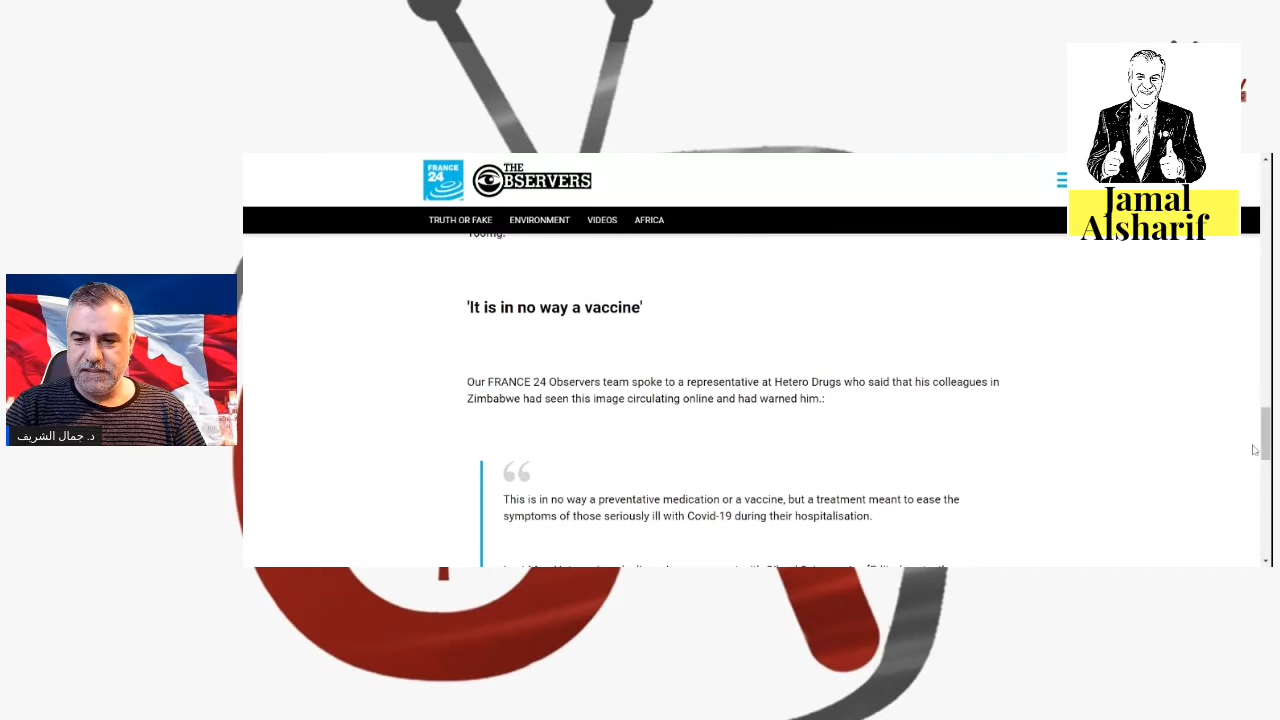 FRANCE
24
THE
OBSERVERS
TRUTH OR FAKE ENVIRONMENT VIDEOS AFRICA
'It is in no way a vaccine'
Our FRANCE 24 Observers team spoke to a representative at Hetero Drugs who said that his colleagues in
Zimbabwe had seen this image circulating online and had warned him.:
This is in no way a preventative medication or a vaccine, but a treatment meant to ease the
symptoms of those seriously ill with Covid-19 during their hospitalisation.
د. جمال الشريف
Jamal
Alsharif